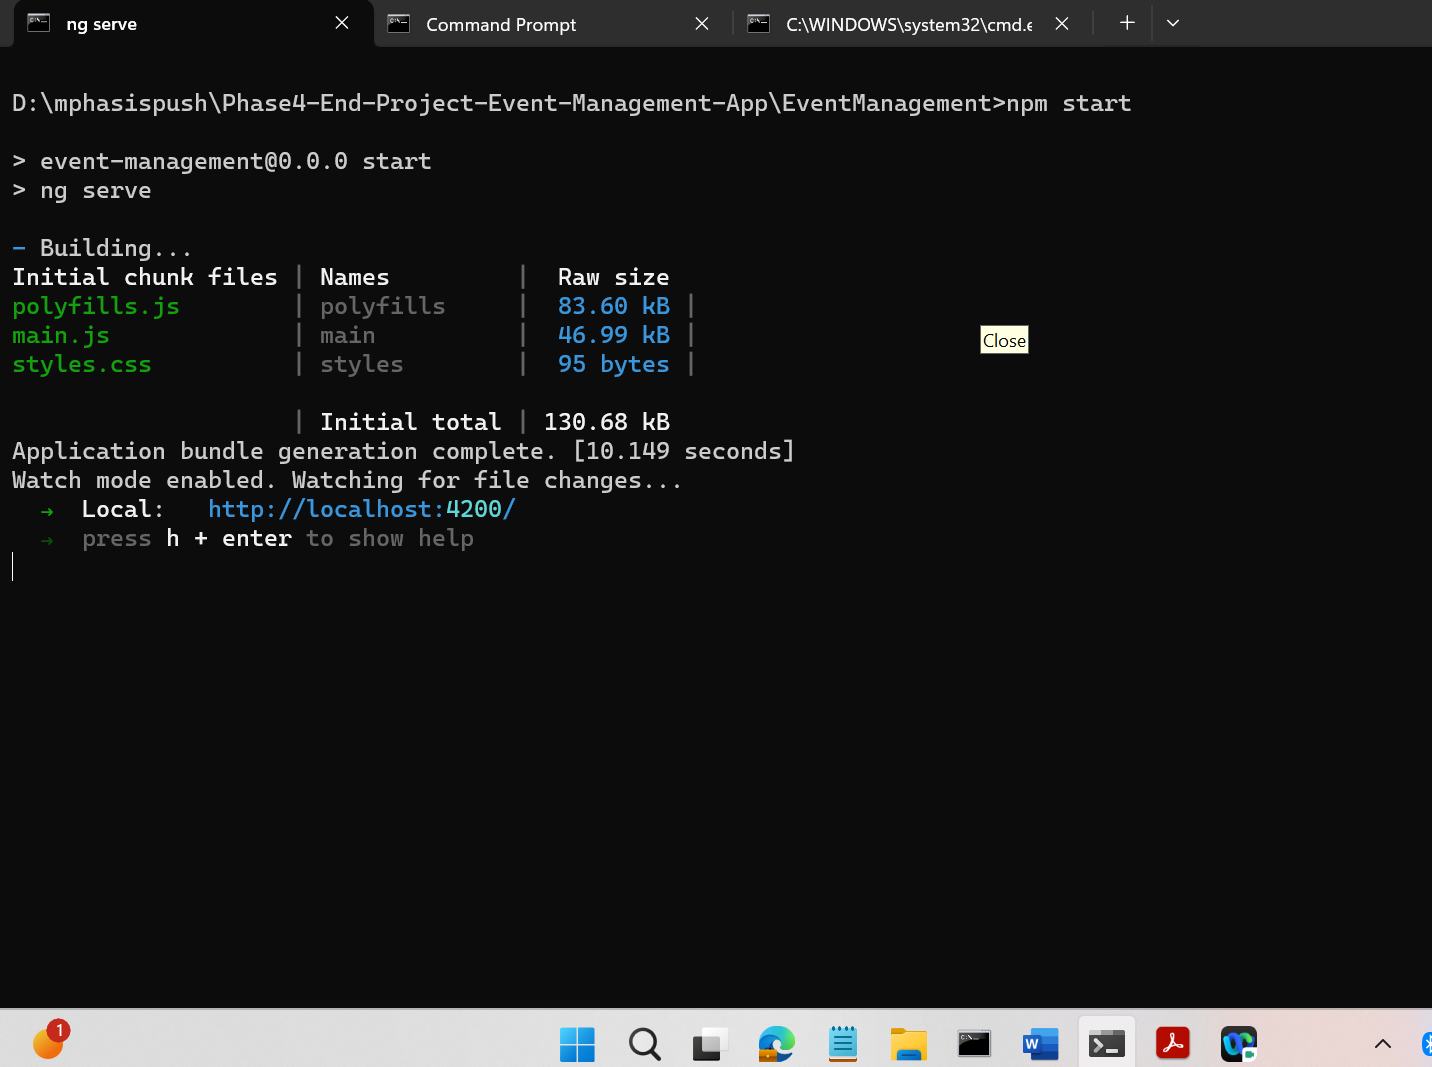 ng serve
Command Prompt
C:\WINDOWS\system32\cmd.e
D:\mphasispush\Phase4-End-Project-Event-Management-App\EventManagement>npm start
> event-management@0.0.0 start
> ng serve
- Building...
Initial chunk files | Names | Raw size
polyfills.js | polyfills | 83.60 kB |
main.js | main | 46.99 kB |
Close
styles.css | styles | 95 bytes |
| Initial total | 130.68 kB
Application bundle generation complete. [10.149 seconds]
Watch mode enabled. Watching for file changes...
➜ Local: http://localhost:4200/
➜ press h + enter to show help
1